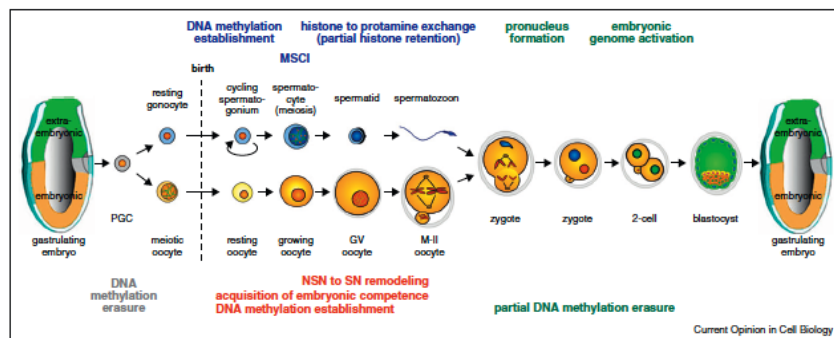 DNA methylation
establishment
histone to protamine exchange
(partial histone retention)
pronucleus
formation
embryonic
genome activation
MSCI
birth
resting
gonocyte
cycling
spermato-
gonium
spermato-
cyte
(meiosis)
spermatid
spermatozoon
extra-
embryonic
embryonic
extra-
embryonic
embryonic
PGC
gastrulating
embryo
meiotic
oocyte
resting
oocyte
growing
oocyte
GV
oocyte
M-II
oocyte
zygote
zygote
2-cell
blastocyst
gastrulating
embryo
DNA
methylation
erasure
NSN to SN remodeling
acquisition of embryonic competence
DNA methylation establishment
partial DNA methylation erasure
Current Opinion in Cell Biology